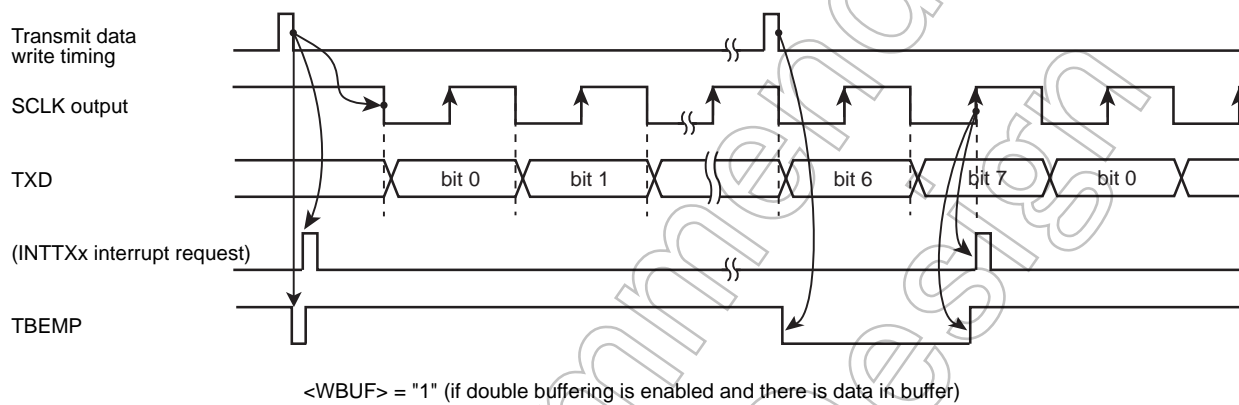 Transmit data
write timing
SCLK output
TXD
bit 0
bit 1
bit 6
bit 7
bit 0
(INTTXx interrupt request)
TBEMP
<WBUF> = "1" (if double buffering is enabled and there is data in buffer)